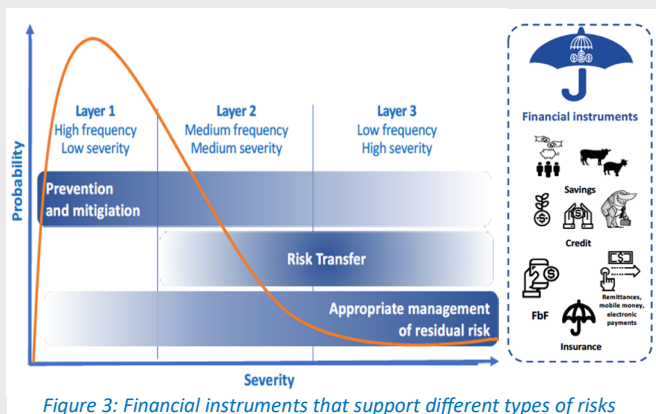 Probability
Layer 1
High frequency
Low severity
Layer 2
Medium frequency
Medium severity
Layer 3
Low frequency
High severity
Prevention
and mitigiation
Risk Transfer
Appropriate management
of residual risk
Severity
Financial instruments
Savings
Credit
FbF
Remittances,
mobile money,
electronic
payments
Insurance
Figure 3: Financial instruments that support different types of risks